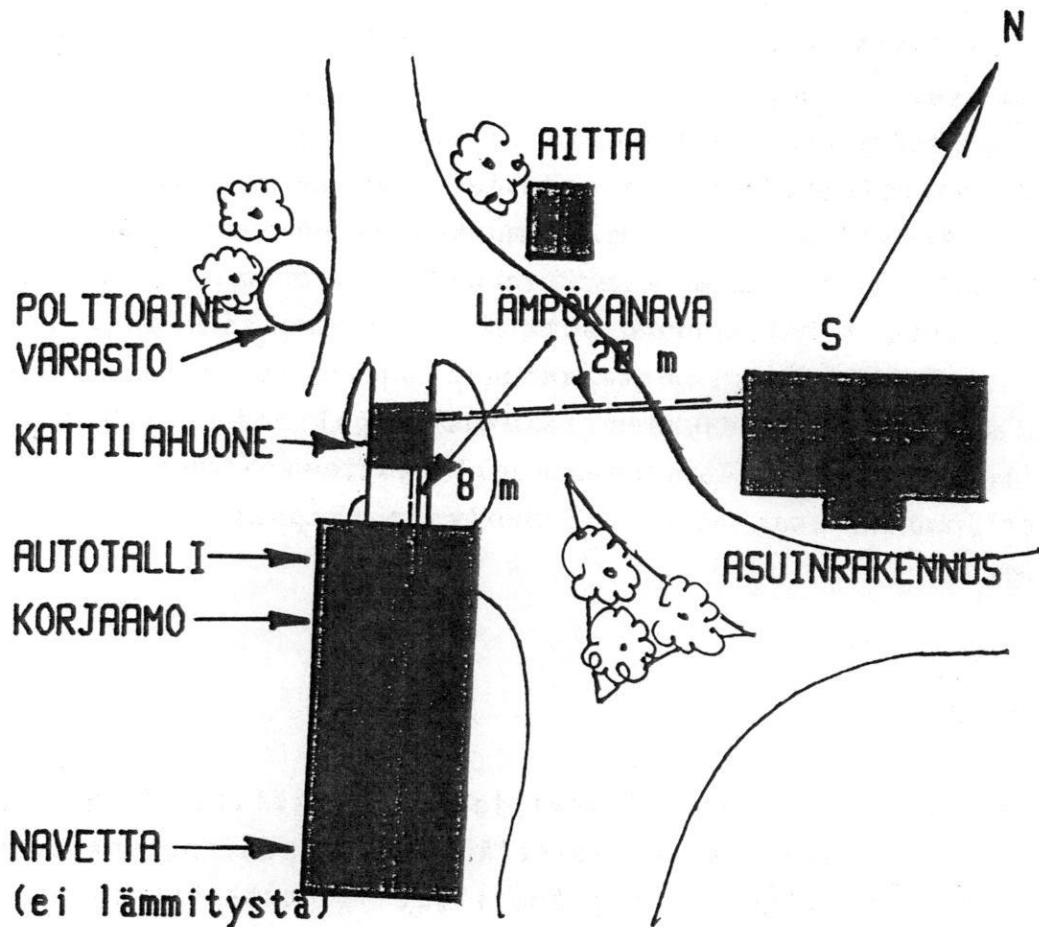 N
AITTA
POLTTOAINE-
VARASTO
LÄMPÖKANAVA
20 m
S
KATTILAHUONE
8 m
AUTOTALLI
KORJAAMO
ASUINRAKENNUS
NAVETTA
(ei lämmitystä)